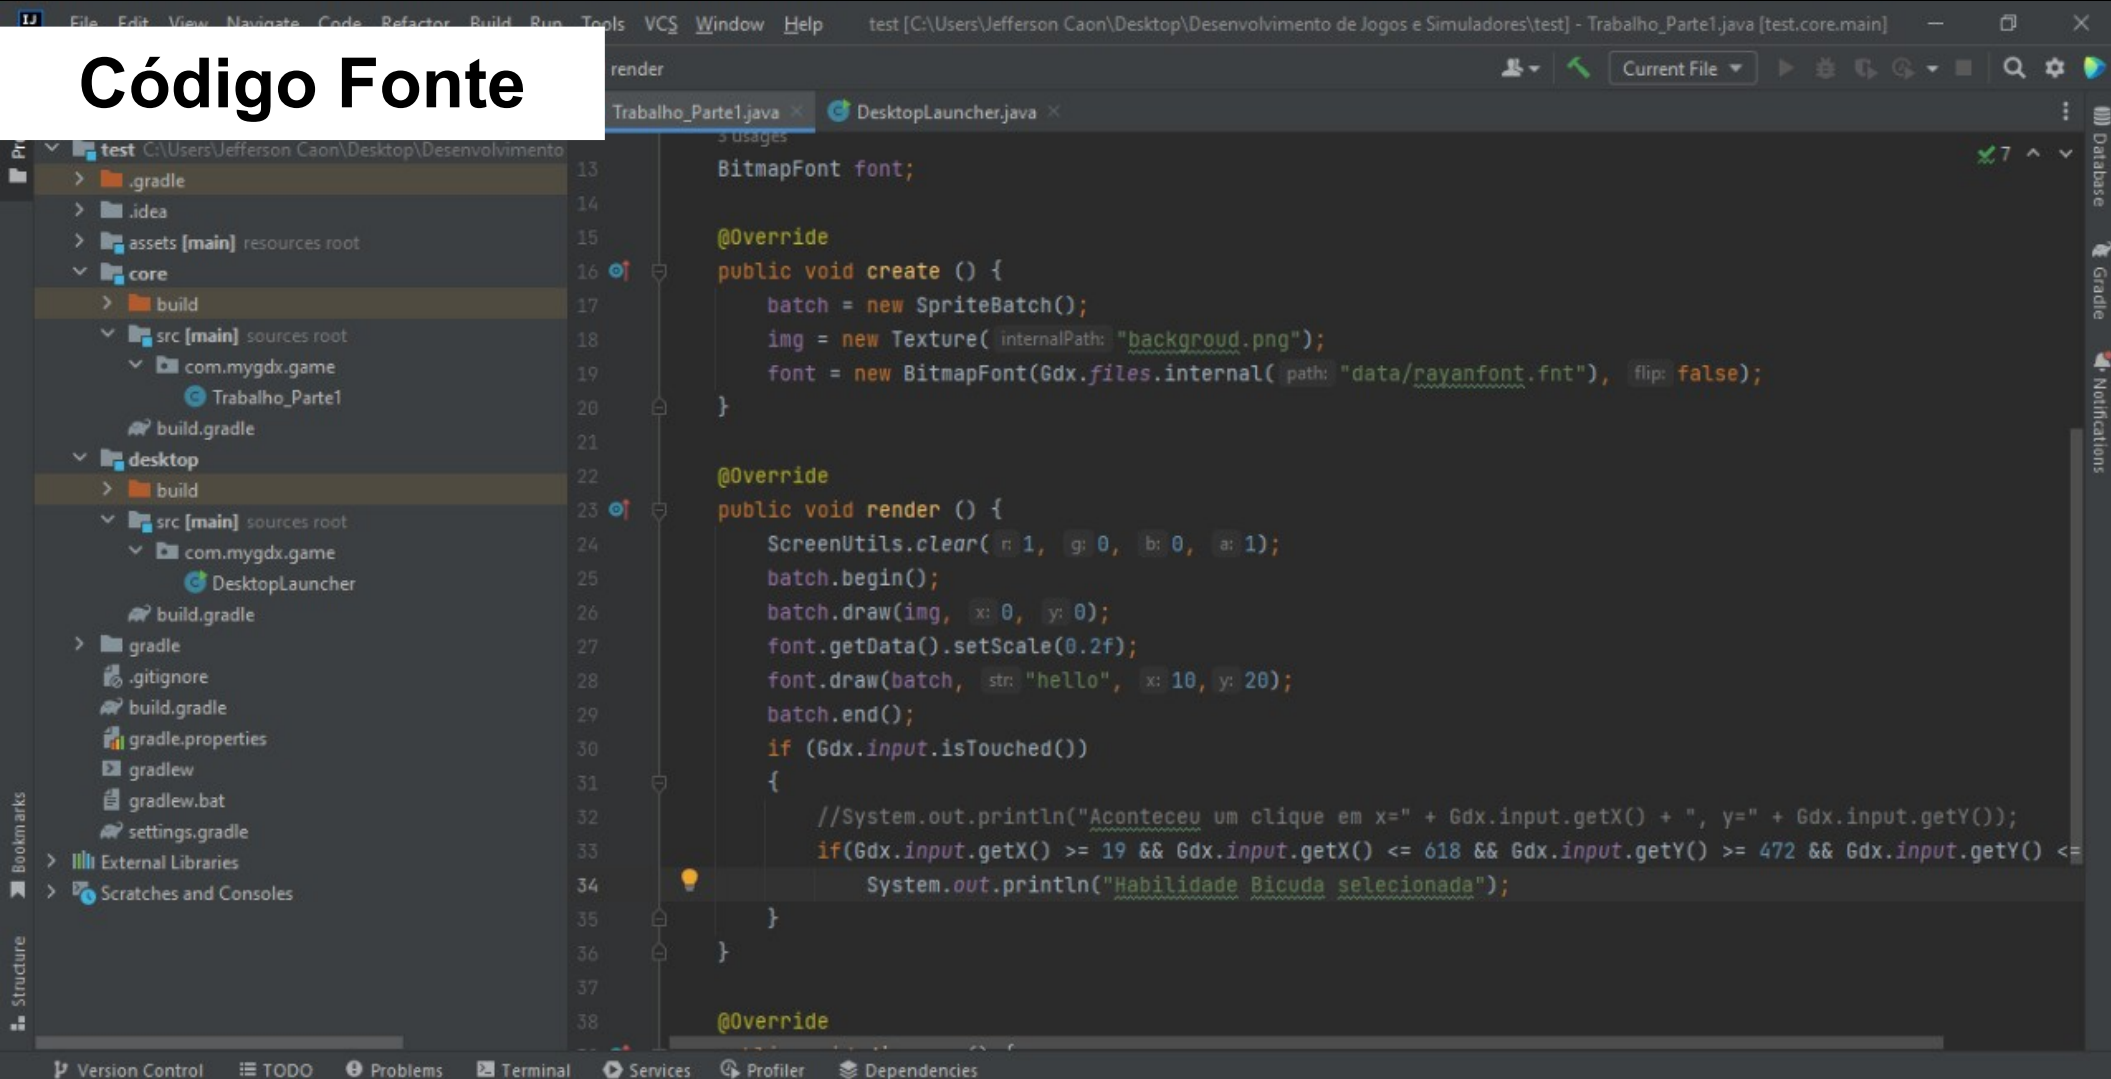 File Edit View Navigate Code Refactor Build Run Tools VCS Window Help test [C:\Users\Jefferson Caon\Desktop\Desenvolvimento de Jogos e Simuladores\test] - Trabalho_Parte1.java [test.core.main]
Código Fonte
render
Current File
Trabalho_Parte1.java
DesktopLauncher.java
test C:\Users\Jefferson Caon\Desktop\Desenvolvimento
.gradle
.idea
assets [main] resources root
core
build
src [main] sources root
com.mygdx.game
Trabalho_Parte1
build.gradle
desktop
build
src [main] sources root
com.mygdx.game
DesktopLauncher
build.gradle
gradle
.gitignore
build.gradle
gradle.properties
gradlew
gradlew.bat
settings.gradle
External Libraries
Scratches and Consoles
3 usages
7
13 BitmapFont font;
14
15 @Override
16 public void create () {
17 batch = new SpriteBatch();
18 img = new Texture( internalPath: "backgroud.png");
19 font = new BitmapFont(Gdx.files.internal( path: "data/rayanfont.fnt"), flip: false);
20 }
21
22 @Override
23 public void render () {
24 ScreenUtils.clear( r: 1, g: 0, b: 0, a: 1);
25 batch.begin();
26 batch.draw(img, x: 0, y: 0);
27 font.getData().setScale(0.2f);
28 font.draw(batch, str: "hello", x: 10, y: 20);
29 batch.end();
30 if (Gdx.input.isTouched())
31 {
32 //System.out.println("Aconteceu um clique em x=" + Gdx.input.getX() + ", y=" + Gdx.input.getY());
33 if(Gdx.input.getX() >= 19 && Gdx.input.getX() <= 618 && Gdx.input.getY() >= 472 && Gdx.input.getY() <=
34 System.out.println("Habilidade Bicuda selecionada");
35 }
36 }
37
38 @Override
Database
Gradle
Notifications
Bookmarks
Structure
Version Control
TODO
Problems
Terminal
Services
Profiler
Dependencies